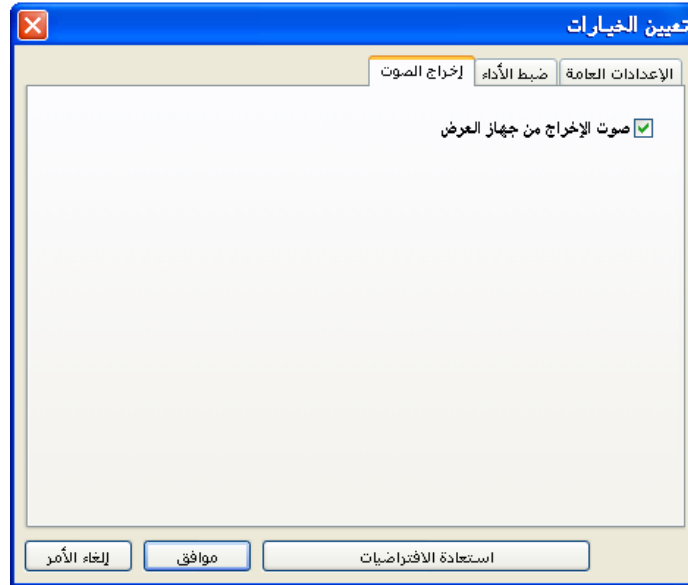 تعيين الخيارات
الإعدادات العامة
ضبط الأداء
إخراج الصوت
صوت الإخراج من جهاز العرض
استعادة الافتراضيات
موافق
إلغاء الأمر